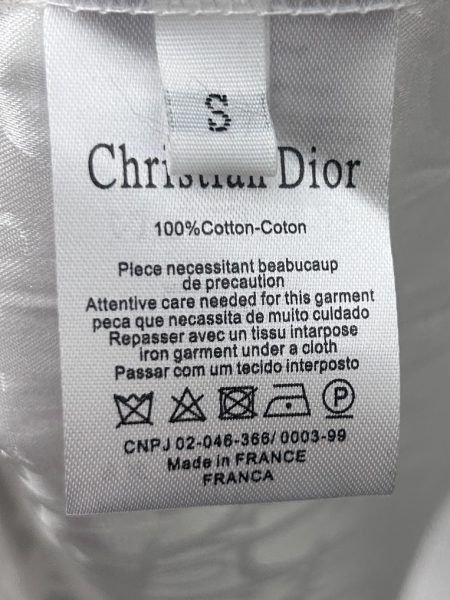 S
Christian Dior
100%Cotton-Coton
Piece necessitant beabucaup
de precaution
Attentive care needed for this garment
peca que necassita de muito cuidado
Repasser avec un tissu intarpose
iron garment under a cloth
Passar com um tecido interposto
P
CNPJ 02-046-366/0003-99
Made in FRANCE
FRANCA